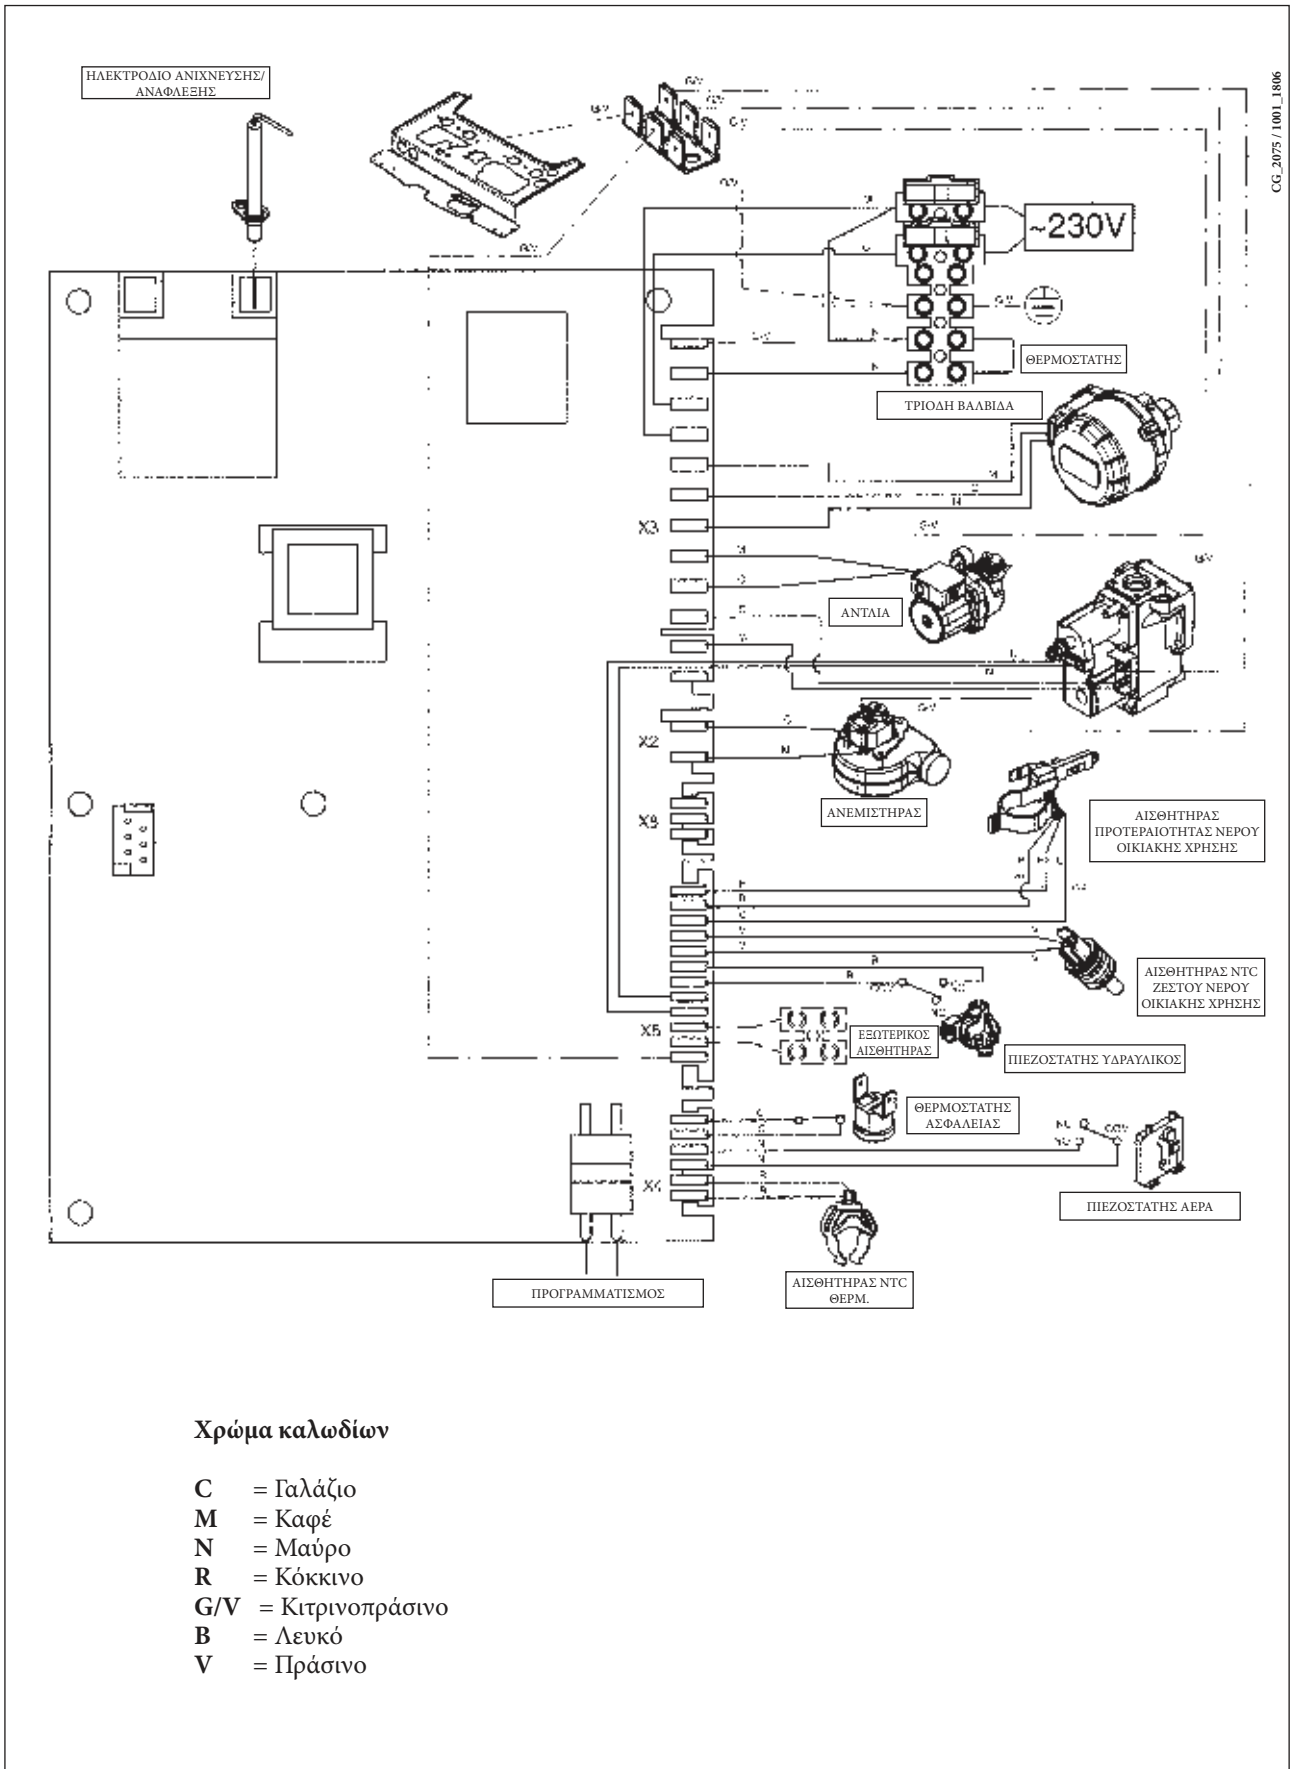 CG_2075 / 1001_1806
ΗΛΕΚΤΡΟΔΙΟ ΑΝΙΧΝΕΥΣΗΣ/
ΑΝΑΦΛΕΞΗΣ
G/V
G/V
G/V
G/V
G/V
G/V
~230V
G/V
ΘΕΡΜΟΣΤΑΤΗΣ
ΤΡΙΟΔΗ ΒΑΛΒΙΔΑ
N
M
X3
G/V
M
G/V
ΑΝΤΛΙΑ
N
G/V
X2
C
N
ΑΝΕΜΙΣΤΗΡΑΣ
ΑΙΣΘΗΤΗΡΑΣ
ΠΡΟΤΕΡΑΙΟΤΗΤΑΣ ΝΕΡΟΥ
ΟΙΚΙΑΚΗΣ ΧΡΗΣΗΣ
ΑΙΣΘΗΤΗΡΑΣ NTC
ΖΕΣΤΟΥ ΝΕΡΟΥ
ΟΙΚΙΑΚΗΣ ΧΡΗΣΗΣ
X5
ΕΞΩΤΕΡΙΚΟΣ
ΑΙΣΘΗΤΗΡΑΣ
ΠΙΕΖΟΣΤΑΤΗΣ ΥΔΡΑΥΛΙΚΟΣ
ΘΕΡΜΟΣΤΑΤΗΣ
ΑΣΦΑΛΕΙΑΣ
X4
ΠΙΕΖΟΣΤΑΤΗΣ ΑΕΡΑ
ΠΡΟΓΡΑΜΜΑΤΙΣΜΟΣ
ΑΙΣΘΗΤΗΡΑΣ NTC
ΘΕΡΜ.
Χρώμα καλωδίων
C = Γαλάζιο
M = Καφέ
N = Μαύρο
R = Κόκκινο
G/V = Κιτρινοπράσινο
B = Λευκό
V = Πράσινο